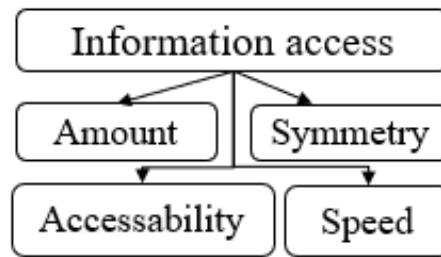 Information access
Amount
Symmetry
Accessability
Speed